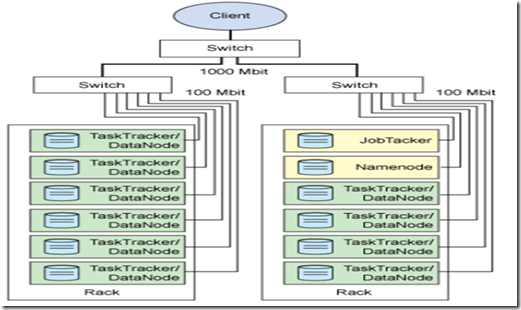 Client
Switch
1000 Mbit
Switch
Switch
100 Mbit
100 Mbit
TaskTracker/
DataNode
TaskTracker/
DataNode
TaskTracker/
DataNode
TaskTracker/
DataNode
TaskTracker/
DataNode
TaskTracker/
DataNode
Rack
JobTacker
Namenode
TaskTracker/
DataNode
TaskTracker/
DataNode
TaskTracker/
DataNode
TaskTracker/
DataNode
Rack